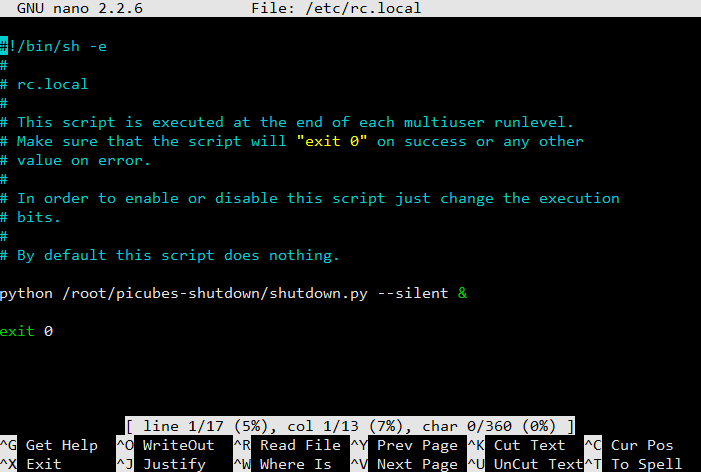 GNU nano 2.2.6 File: /etc/rc.local
#!/bin/sh -e
#
# rc.local
#
# This script is executed at the end of each multiuser runlevel.
# Make sure that the script will "exit 0" on success or any other
# value on error.
#
# In order to enable or disable this script just change the execution
# bits.
#
# By default this script does nothing.
python /root/picubes-shutdown/shutdown.py --silent &
exit 0
[ line 1/17 (5%), col 1/13 (7%), char 0/360 (0%) ]
^G Get Help ^O WriteOut ^R Read File ^Y Prev Page ^K Cut Text ^C Cur Pos
^X Exit ^J Justify ^W Where Is ^V Next Page ^U UnCut Text ^T To Spell